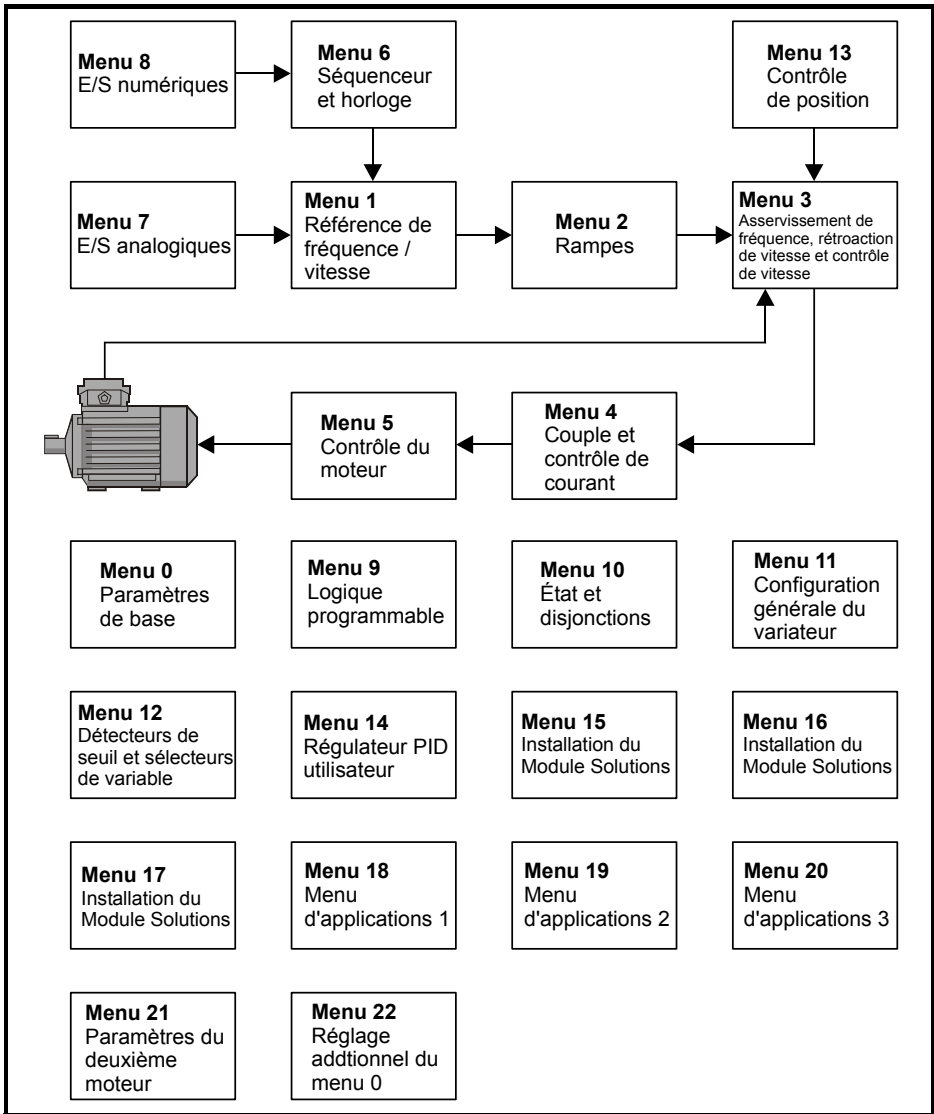 Menu 8
E/S numériques
Menu 6
Séquenceur
et horloge
Menu 13
Contrôle
de position
Menu 7
E/S analogiques
Menu 1
Référence de
fréquence /
vitesse
Menu 2
Rampes
Menu 3
Asservissement de
fréquence, rétroaction
de vitesse et contrôle
de vitesse
Menu 5
Contrôle du
moteur
Menu 4
Couple et
contrôle de
courant
Menu 0
Paramètres
de base
Menu 9
Logique
programmable
Menu 10
État et
disjonctions
Menu 11
Configuration
générale du
variateur
Menu 12
Détecteurs de
seuil et sélecteurs
de variable
Menu 14
Régulateur PID
utilisateur
Menu 15
Installation du
Module Solutions
Menu 16
Installation du
Module Solutions
Menu 17
Installation du
Module Solutions
Menu 18
Menu
d'applications 1
Menu 19
Menu
d'applications 2
Menu 20
Menu
d'applications 3
Menu 21
Paramètres du
deuxième
moteur
Menu 22
Réglage
addtionnel du
menu 0